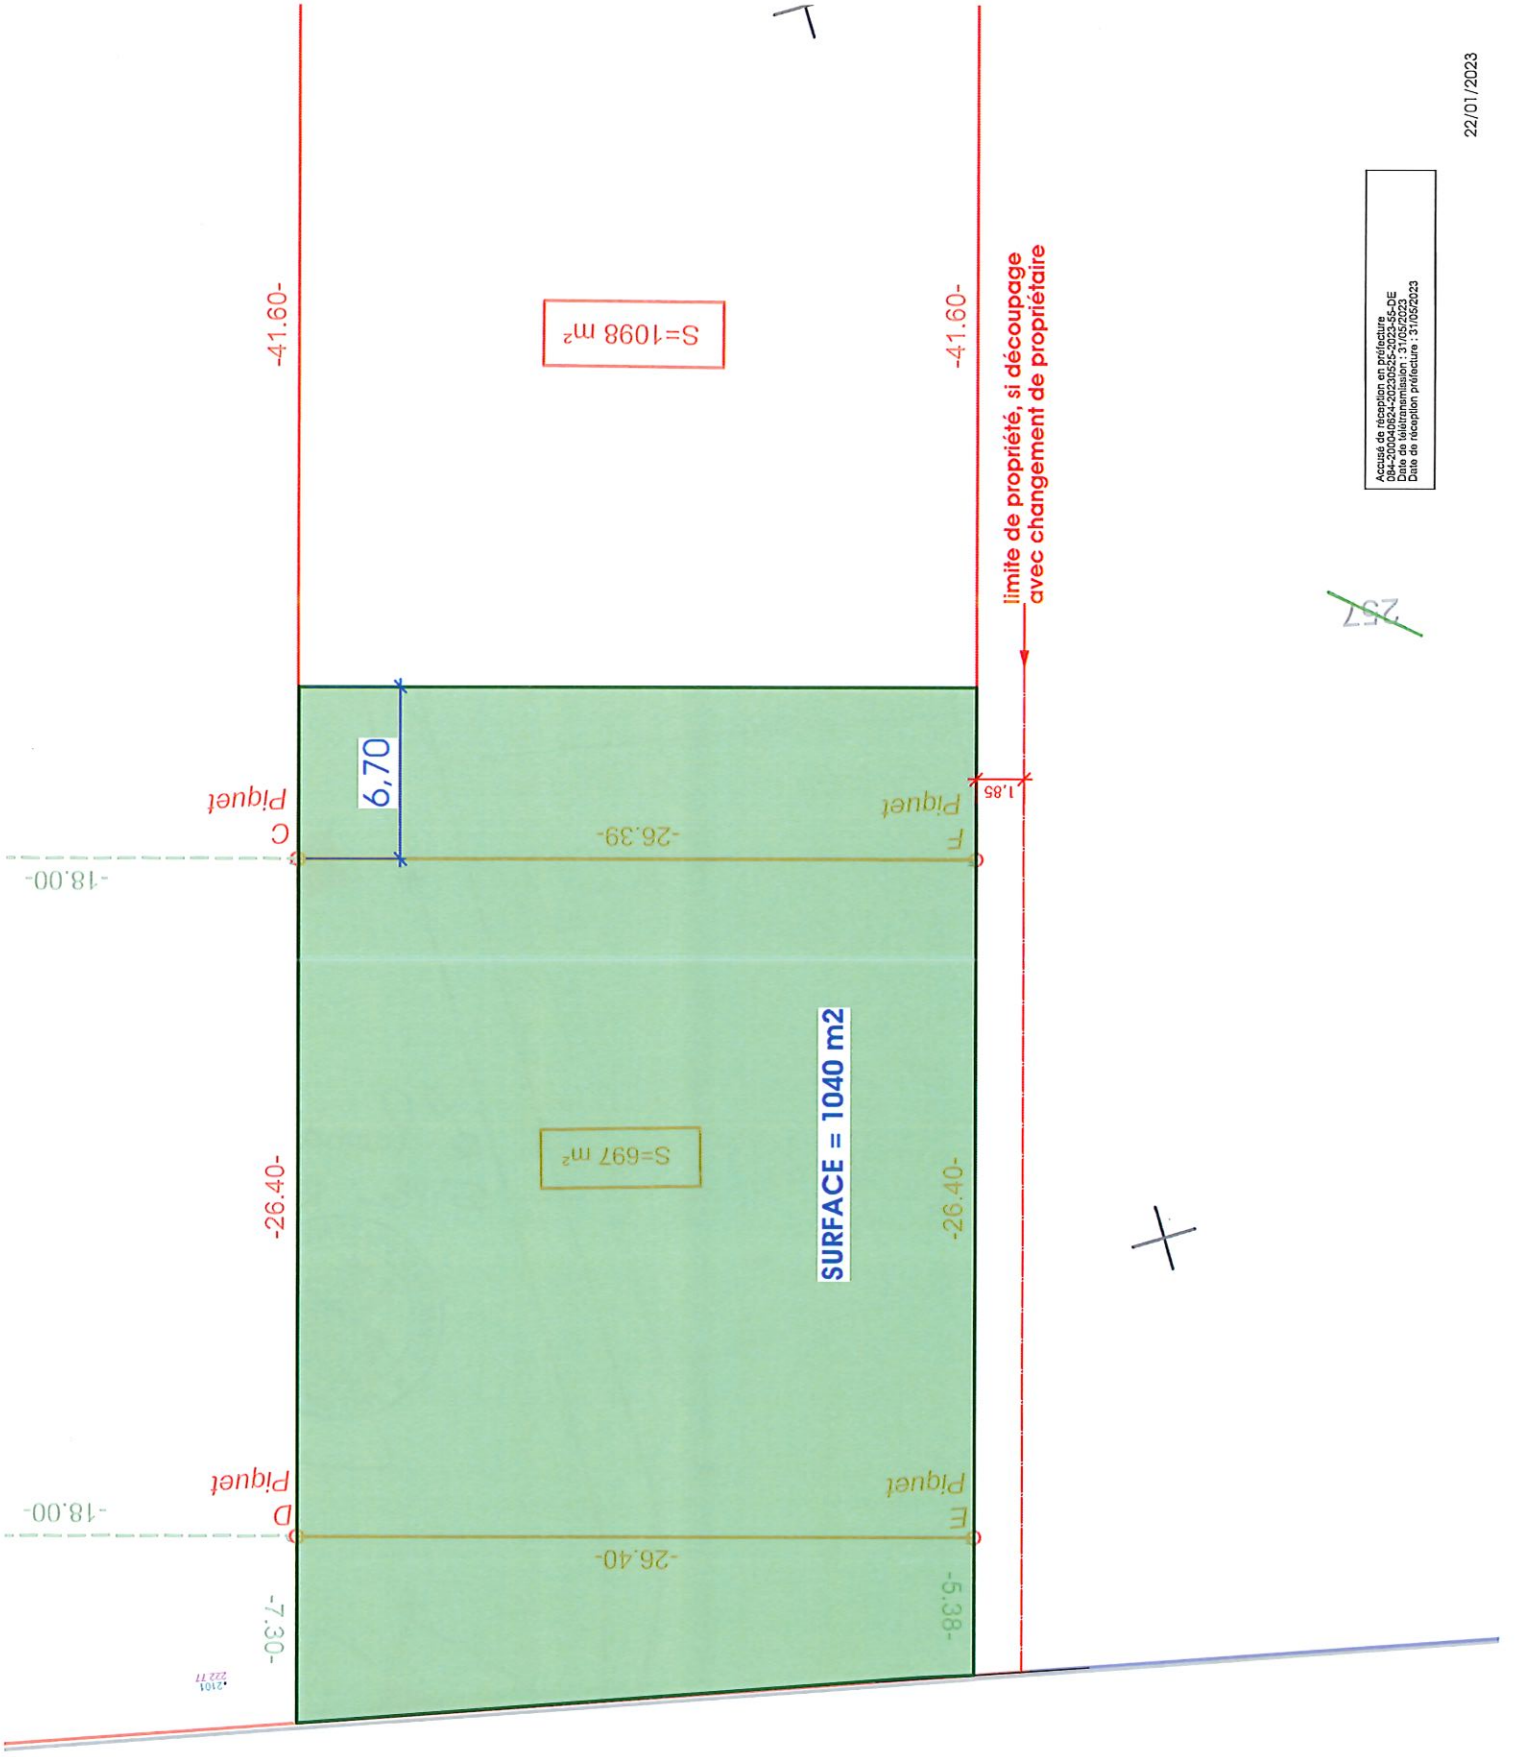 22/01/2023
-41.60-
S=1098 m²
-41.60-
limite de propriété, si découpage
avec changement de propriétaire
Accusé de réception en préfecture
084-200040624-20230525-2023-55-DE
Date de télétransmission : 31/05/2023
Date de réception préfecture : 31/05/2023
257
6,70
Piquet
C
-18.00-
-26.39-
Piquet
F
1.85
-26.40-
S=697 m²
SURFACE = 1040 m2
-26.40-
Piquet
D
-18.00-
-26.40-
Piquet
E
-7.30-
-5.38-
2101
222.77